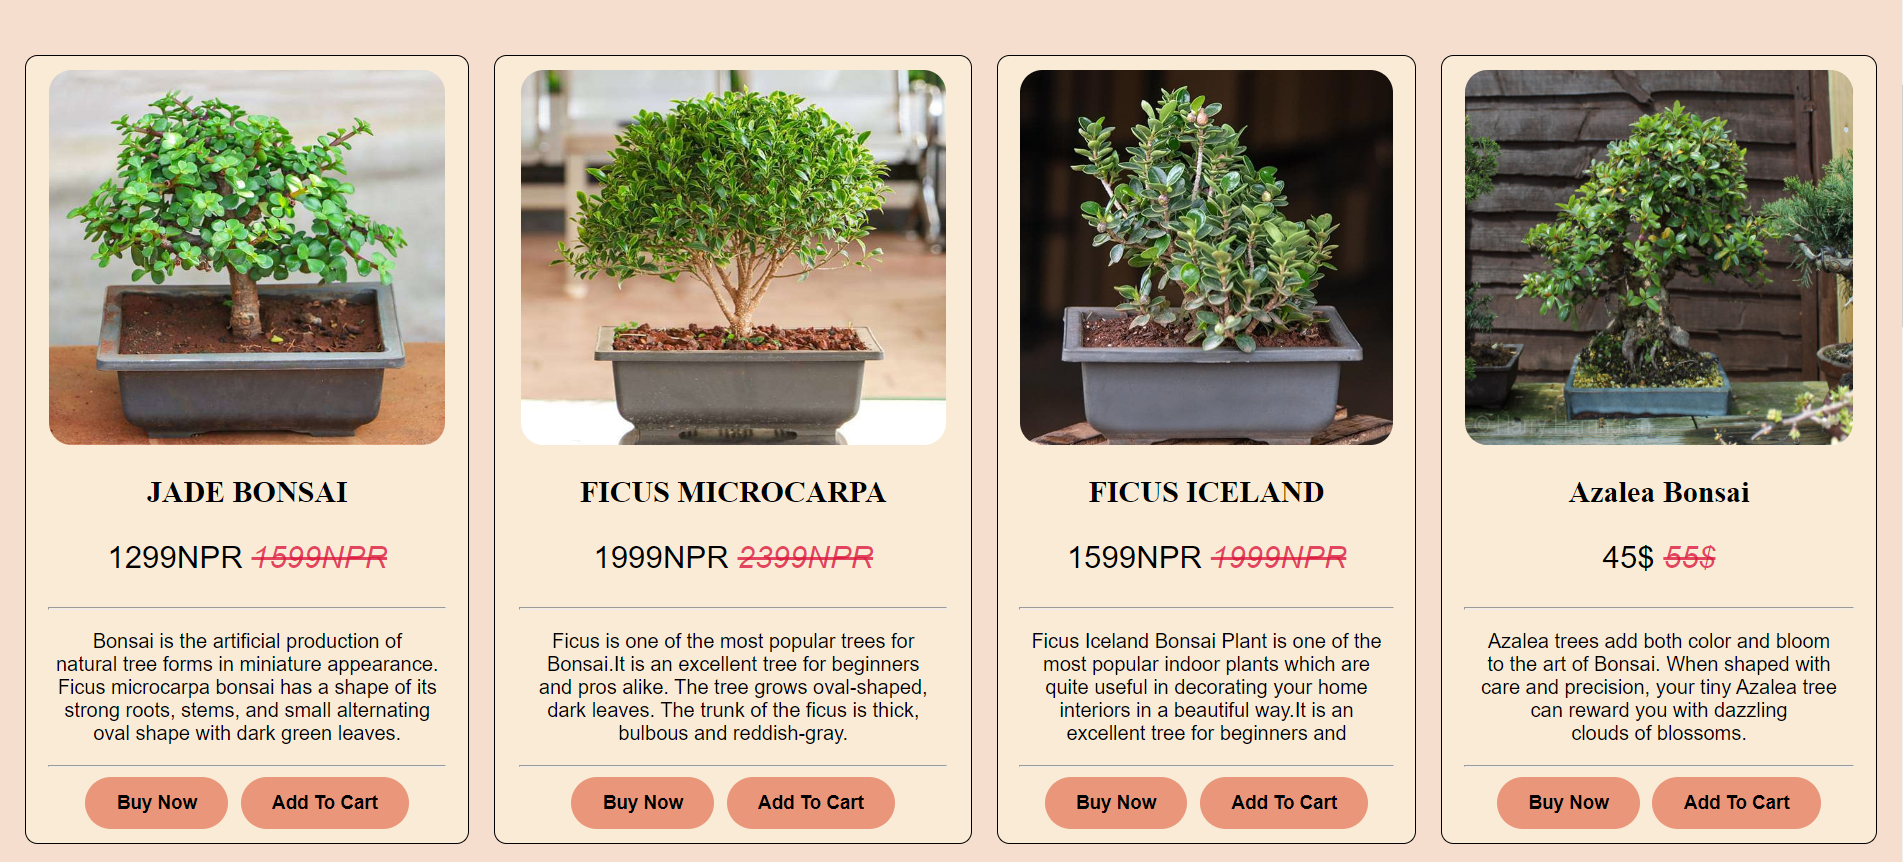 JADE BONSAI
1299NPR 1599NPR
Bonsai is the artificial production of
natural tree forms in miniature appearance.
Ficus microcarpa bonsai has a shape of its
strong roots, stems, and small alternating
oval shape with dark green leaves.
Buy Now
Add To Cart
FICUS MICROCARPA
1999NPR 2399NPR
Ficus is one of the most popular trees for
Bonsai.It is an excellent tree for beginners
and pros alike. The tree grows oval-shaped,
dark leaves. The trunk of the ficus is thick,
bulbous and reddish-gray.
Buy Now
Add To Cart
FICUS ICELAND
1599NPR 1999NPR
Ficus Iceland Bonsai Plant is one of the
most popular indoor plants which are
quite useful in decorating your home
interiors in a beautiful way.It is an
excellent tree for beginners and
Buy Now
Add To Cart
Azalea Bonsai
45$ 55$
Azalea trees add both color and bloom
to the art of Bonsai. When shaped with
care and precision, your tiny Azalea tree
can reward you with dazzling
clouds of blossoms.
Buy Now
Add To Cart